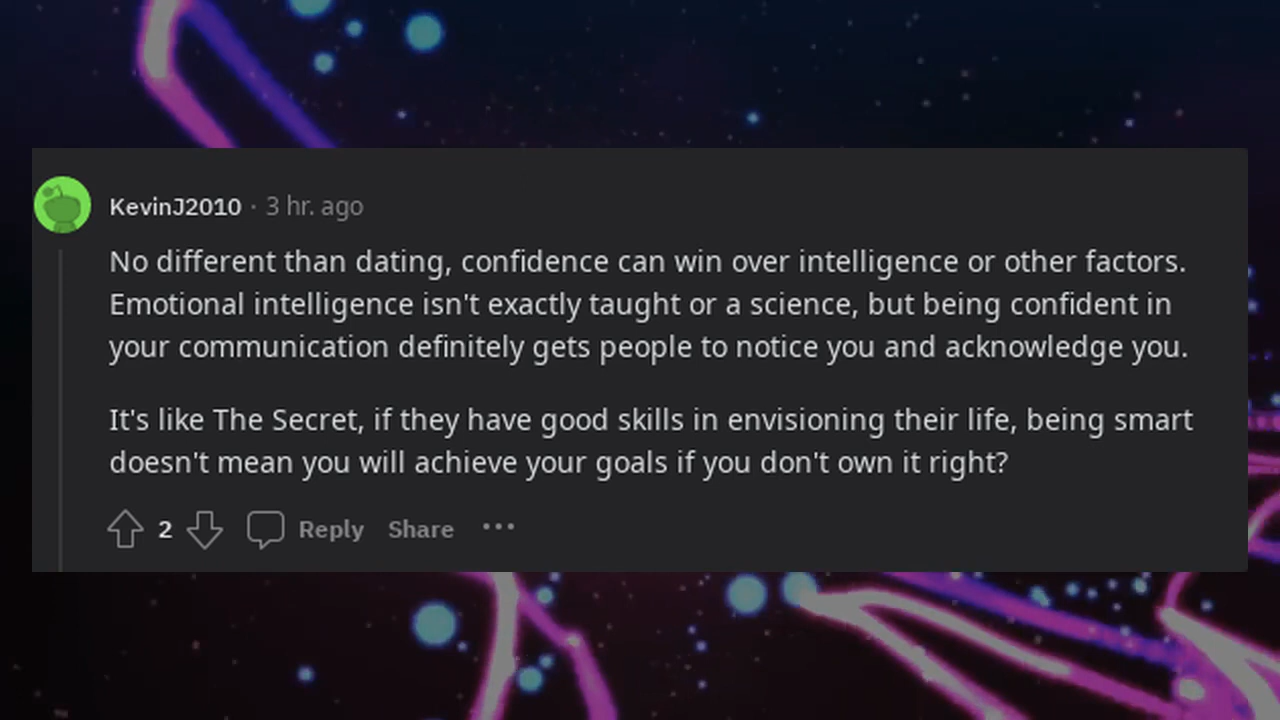 KevinJ2010 · 3 hr. ago
No different than dating, confidence can win over intelligence or other factors.
Emotional intelligence isn't exactly taught or a science, but being confident in
your communication definitely gets people to notice you and acknowledge you.
It's like The Secret, if they have good skills in envisioning their life, being smart
doesn't mean you will achieve your goals if you don't own it right?
2 Reply Share •••